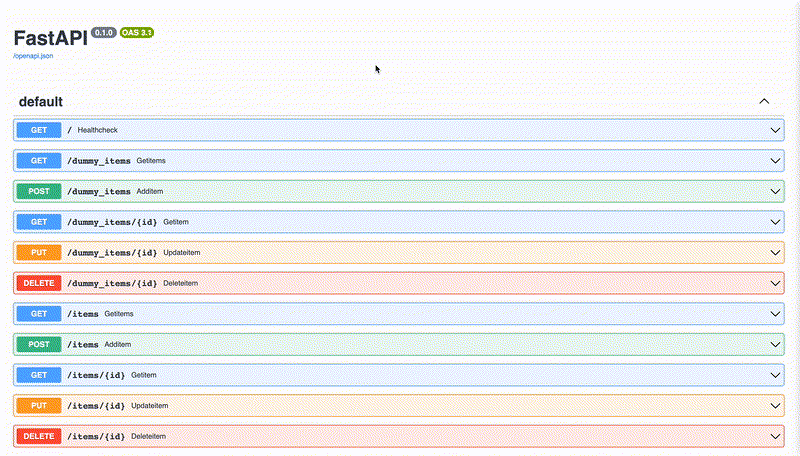 FastAPI 0.1.0 OAS 3.1
/openapi.json
default
GET / Healthcheck
GET /dummy_items Getitems
POST /dummy_items Additem
GET /dummy_items/{id} Getitem
PUT /dummy_items/{id} Updateitem
DELETE /dummy_items/{id} Deleteitem
GET /items Getitems
POST /items Additem
GET /items/{id} Getitem
PUT /items/{id} Updateitem
DELETE /items/{id} Deleteitem